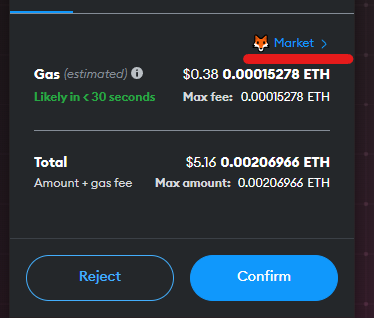 Market >
Gas (estimated) $0.38 0.00015278 ETH
Likely in < 30 seconds Max fee: 0.00015278 ETH
Total $5.16 0.00206966 ETH
Amount + gas fee Max amount: 0.00206966 ETH
Reject Confirm